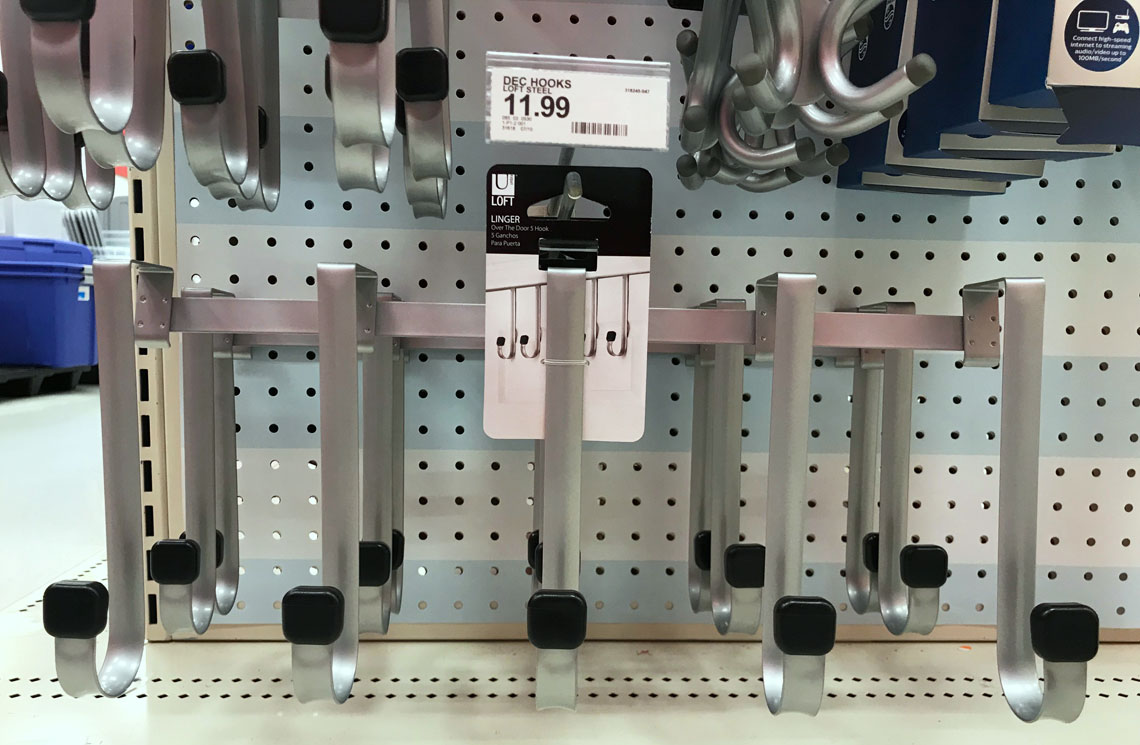 DEC HOOKS
LOFT STEEL
11.99
U
LOFT
LINGER
Over The Door 5 Hook
5 Ganchos
Para Puerta
Connect high-speed
internet to streaming
audio/video up to
100MB/second